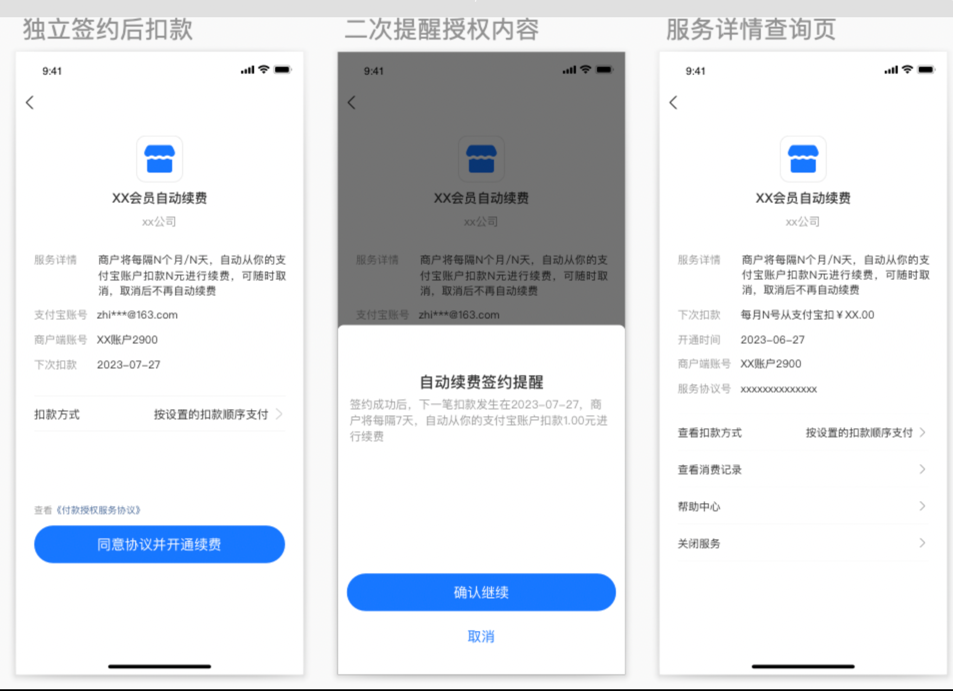 独立签约后扣款
9:41
XX会员自动续费
xx公司
服务详情 商户将每隔N个月/N天，自动从你的支
付宝账户扣款N元进行续费，可随时取
消，取消后不再自动续费
支付宝账号 zhi***@163.com
商户端账号 XX账户2900
下次扣款 2023-07-27
扣款方式 按设置的扣款顺序支付
查看《付款授权服务协议》
同意协议并开通续费
二次提醒授权内容
9:41
XX会员自动续费
xx公司
服务详情 商户将每隔N个月/N天，自动从你的支
付宝账户扣款N元进行续费，可随时取
消，取消后不再自动续费
支付宝账号 zhi***@163.com
自动续费签约提醒
签约成功后，下一笔扣款发生在2023-07-27，商
户将每隔7天，自动从你的支付宝账户扣款1.00元进
行续费
确认继续
取消
服务详情查询页
9:41
XX会员自动续费
xx公司
服务详情 商户将每隔N个月/N天，自动从你的支
付宝账户扣款N元进行续费，可随时取
消，取消后不再自动续费
下次扣款 每月N号从支付宝扣￥XX.00
开通时间 2023-06-27
商户端账号 XX账户2900
服务协议号 xxxxxxxxxxxxxx
查看扣款方式 按设置的扣款顺序支付
查看消费记录
帮助中心
关闭服务